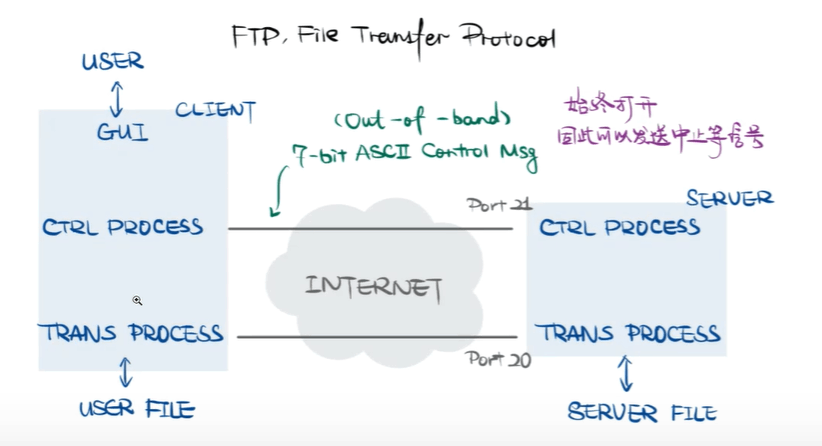 FTP, File Transfer Protocol
USER
CLIENT
GUI
(Out-of-band)
7-bit ASCII Control Msg
始终打开
因此可以发送中止等信号
Port 21
SERVER
CTRL PROCESS
CTRL PROCESS
INTERNET
TRANS PROCESS
TRANS PROCESS
Port 20
USER FILE
SERVER FILE